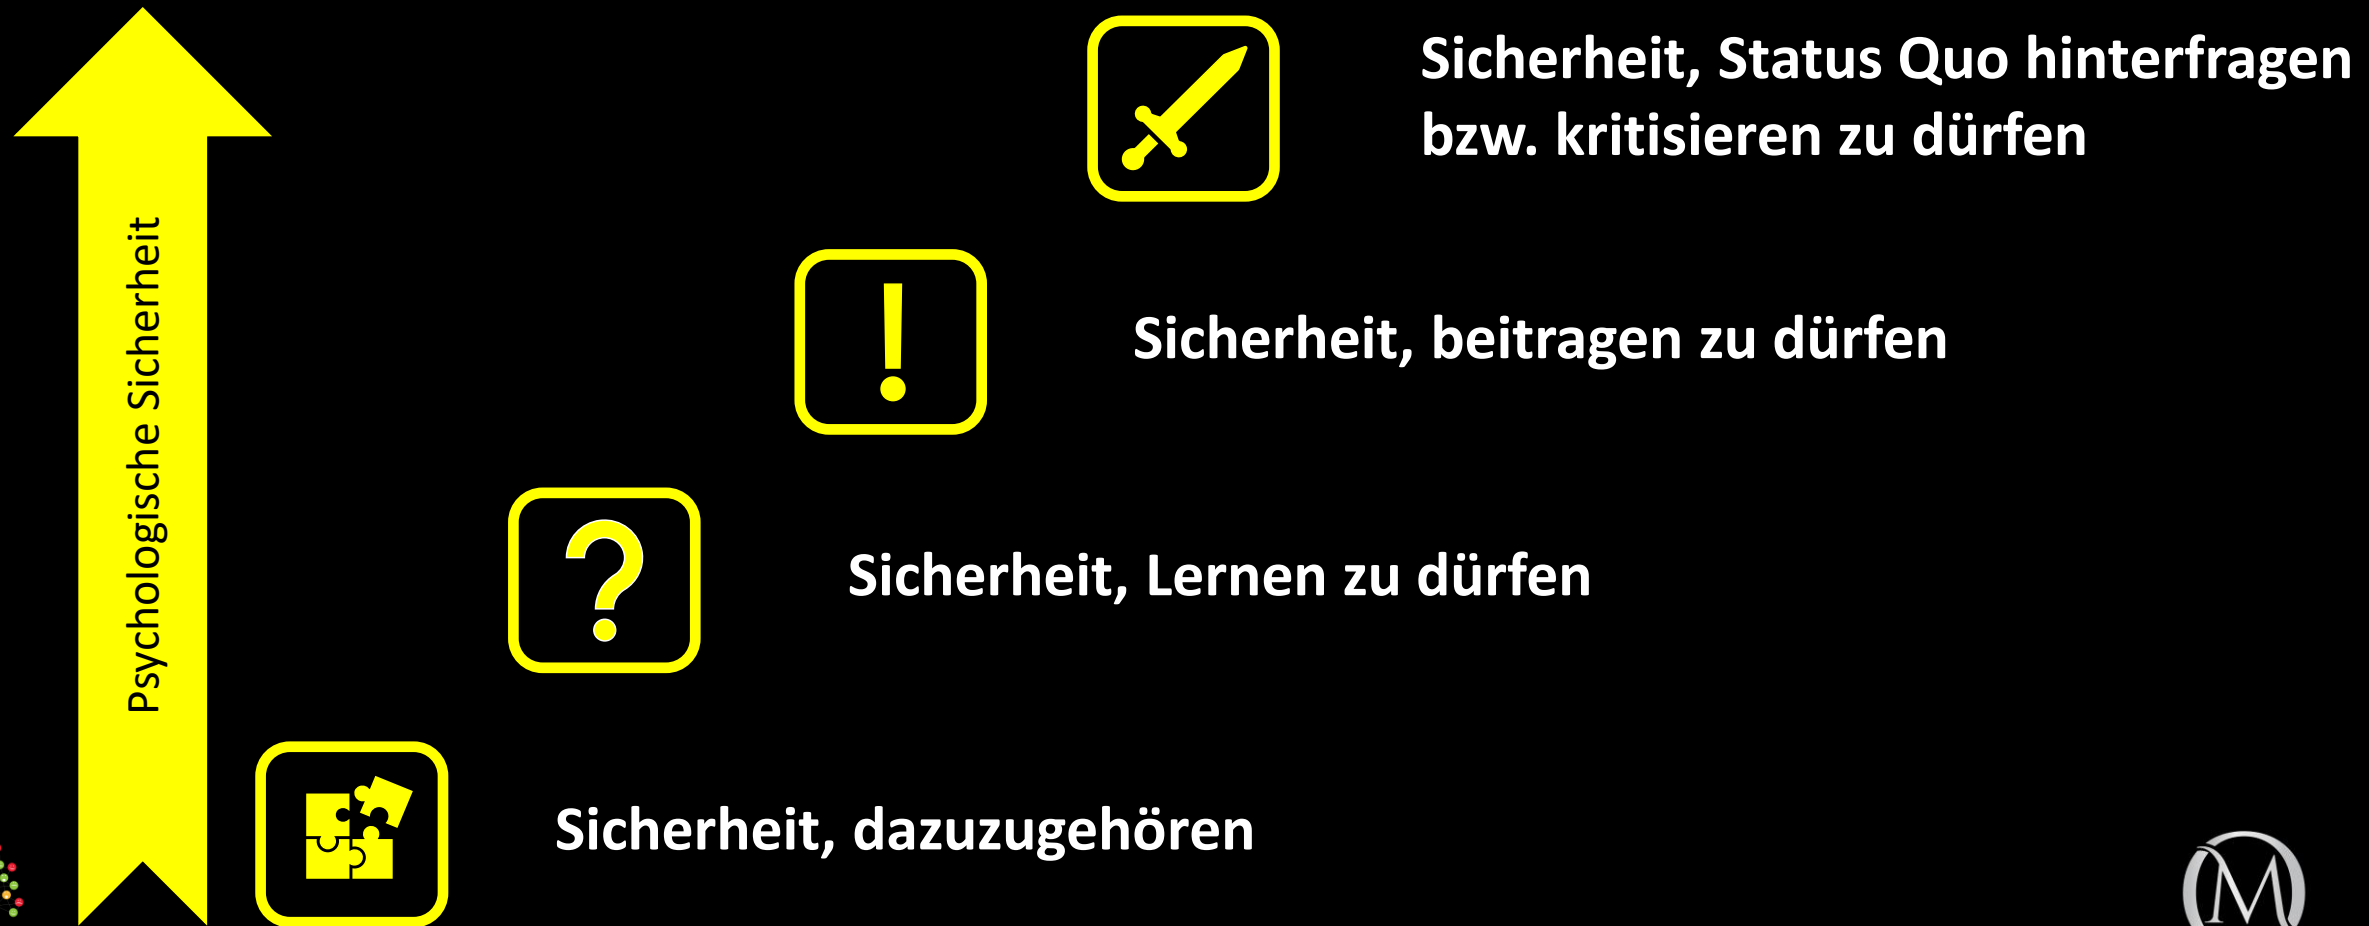 Psychologische Sicherheit
Sicherheit, Status Quo hinterfragen
bzw. kritisieren zu dürfen
!
Sicherheit, beitragen zu dürfen
?
Sicherheit, Lernen zu dürfen
Sicherheit, dazuzugehören
M